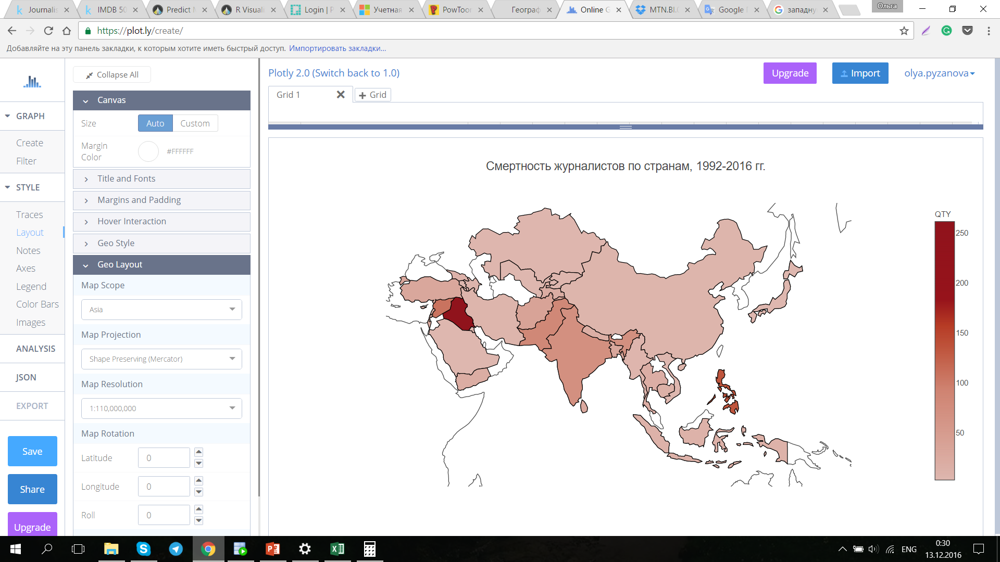 Journalis
IMDB 50
Predict M
R Visuali
Login | P
Учетная
PowToon
Географ
Online G
MTN.BI.
Google
западну
Ольга
https://plot.ly/create/
Добавляйте на эту панель закладки, к которым хотите иметь быстрый доступ. Импортировать закладки...
GRAPH
Create
Filter
STYLE
Traces
Layout
Notes
Axes
Legend
Color Bars
Images
ANALYSIS
JSON
EXPORT
Save
Share
Upgrade
Collapse All
Canvas
Size Auto Custom
Margin
Color
#FFFFFF
Title and Fonts
Margins and Padding
Hover Interaction
Geo Style
Geo Layout
Map Scope
Asia
Map Projection
Shape Preserving (Mercator)
Map Resolution
1:110,000,000
Map Rotation
Latitude 0
Longitude 0
Roll 0
Plotly 2.0 (Switch back to 1.0)
Upgrade
Import
olya.pyzanova
Grid 1
Grid
Смертность журналистов по странам, 1992-2016 гг.
QTY
250
200
150
100
50
ENG
0:30
13.12.2016